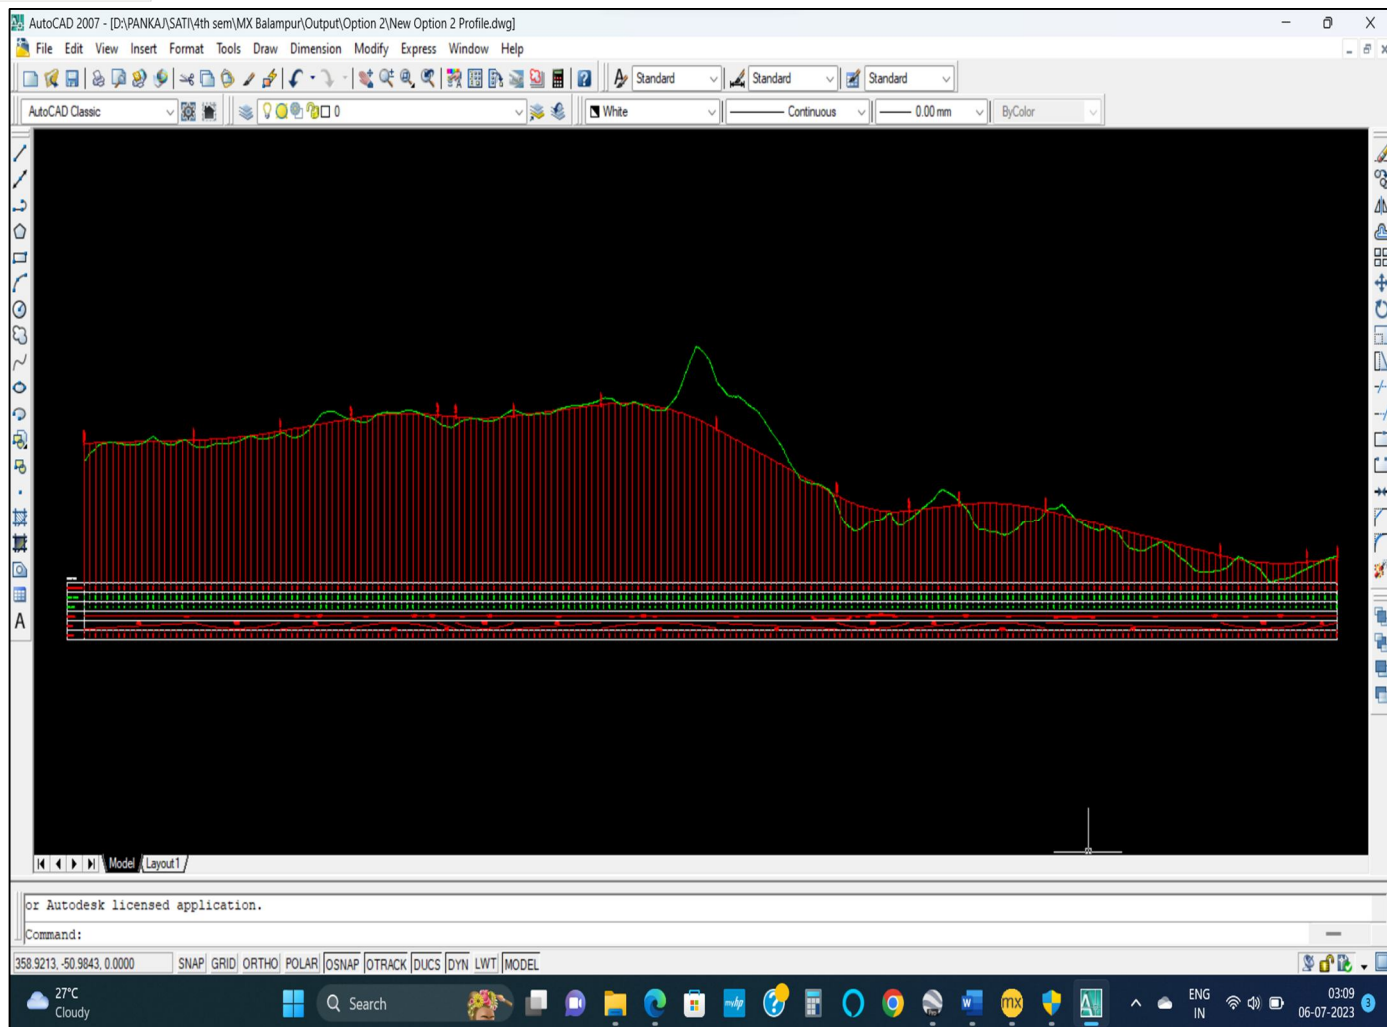 AutoCAD 2007 - [D:\PANKAJ\SATI\4th sem\MX Balampur\Output\Option 2\New Option 2 Profile.dwg]
File Edit View Insert Format Tools Draw Dimension Modify Express Window Help
Standard Standard Standard
AutoCAD Classic 0 White Continuous 0.00 mm ByColor
A
Model Layout1
or Autodesk licensed application.
Command:
358.9213, -50.9843, 0.0000 SNAP GRID ORTHO POLAR OSNAP OTRACK DUCS DYN LWT MODEL
27°C
Cloudy
Search
myhp
mx
ENG
IN
03:09
06-07-2023
3